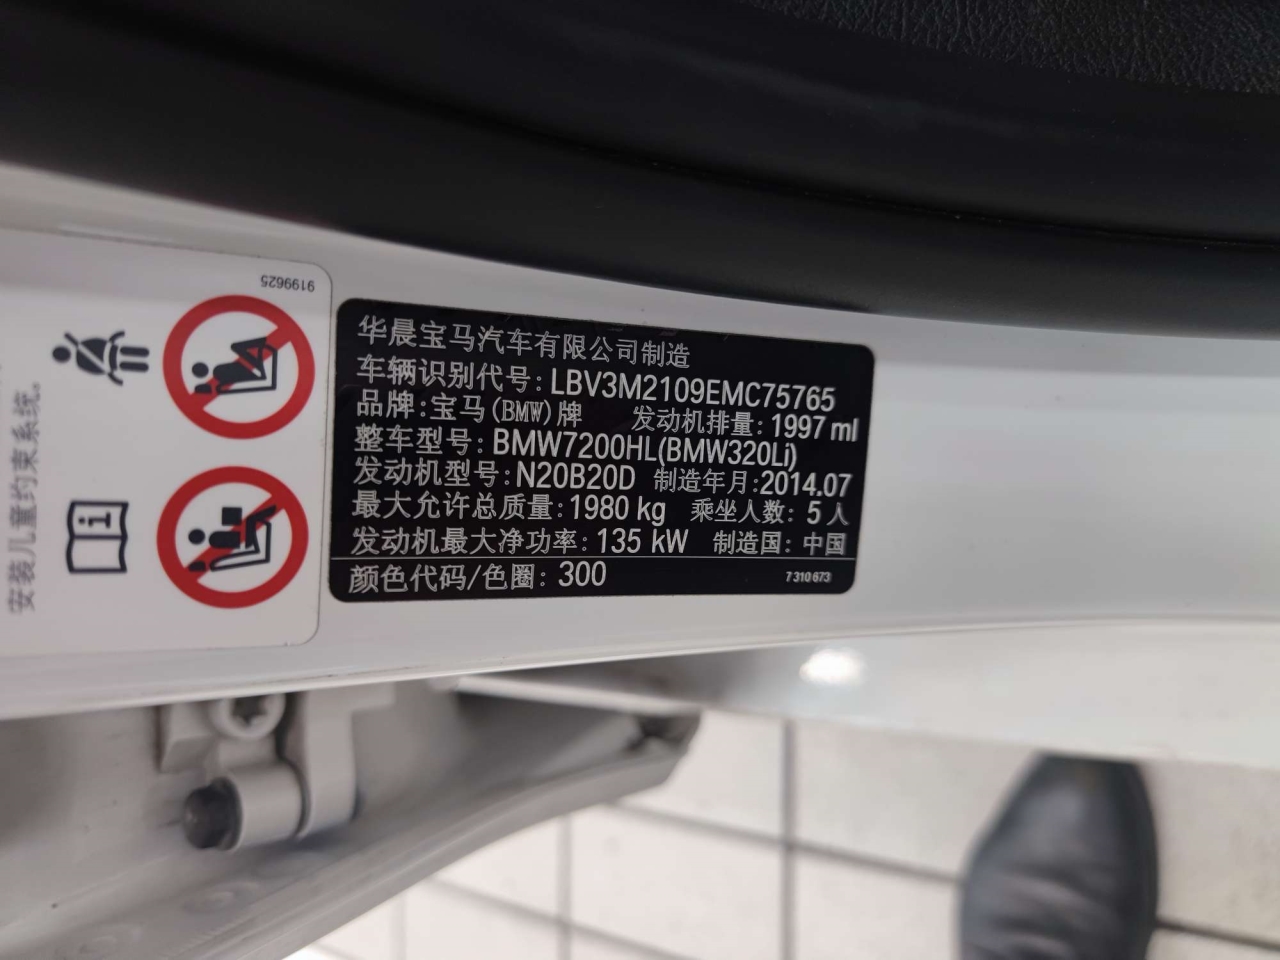 9199625
安装儿童约束系统。
华晨宝马汽车有限公司制造
车辆识别代号: LBV3M2109EMC75765
品牌: 宝马(BMW)牌 发动机排量: 1997 ml
整车型号: BMW7200HL(BMW320Li)
发动机型号: N20B20D 制造年月: 2014.07
最大允许总质量: 1980 kg 乘坐人数: 5 人
发动机最大净功率: 135 kW 制造国: 中国
颜色代码/色圈: 300 7 310 673